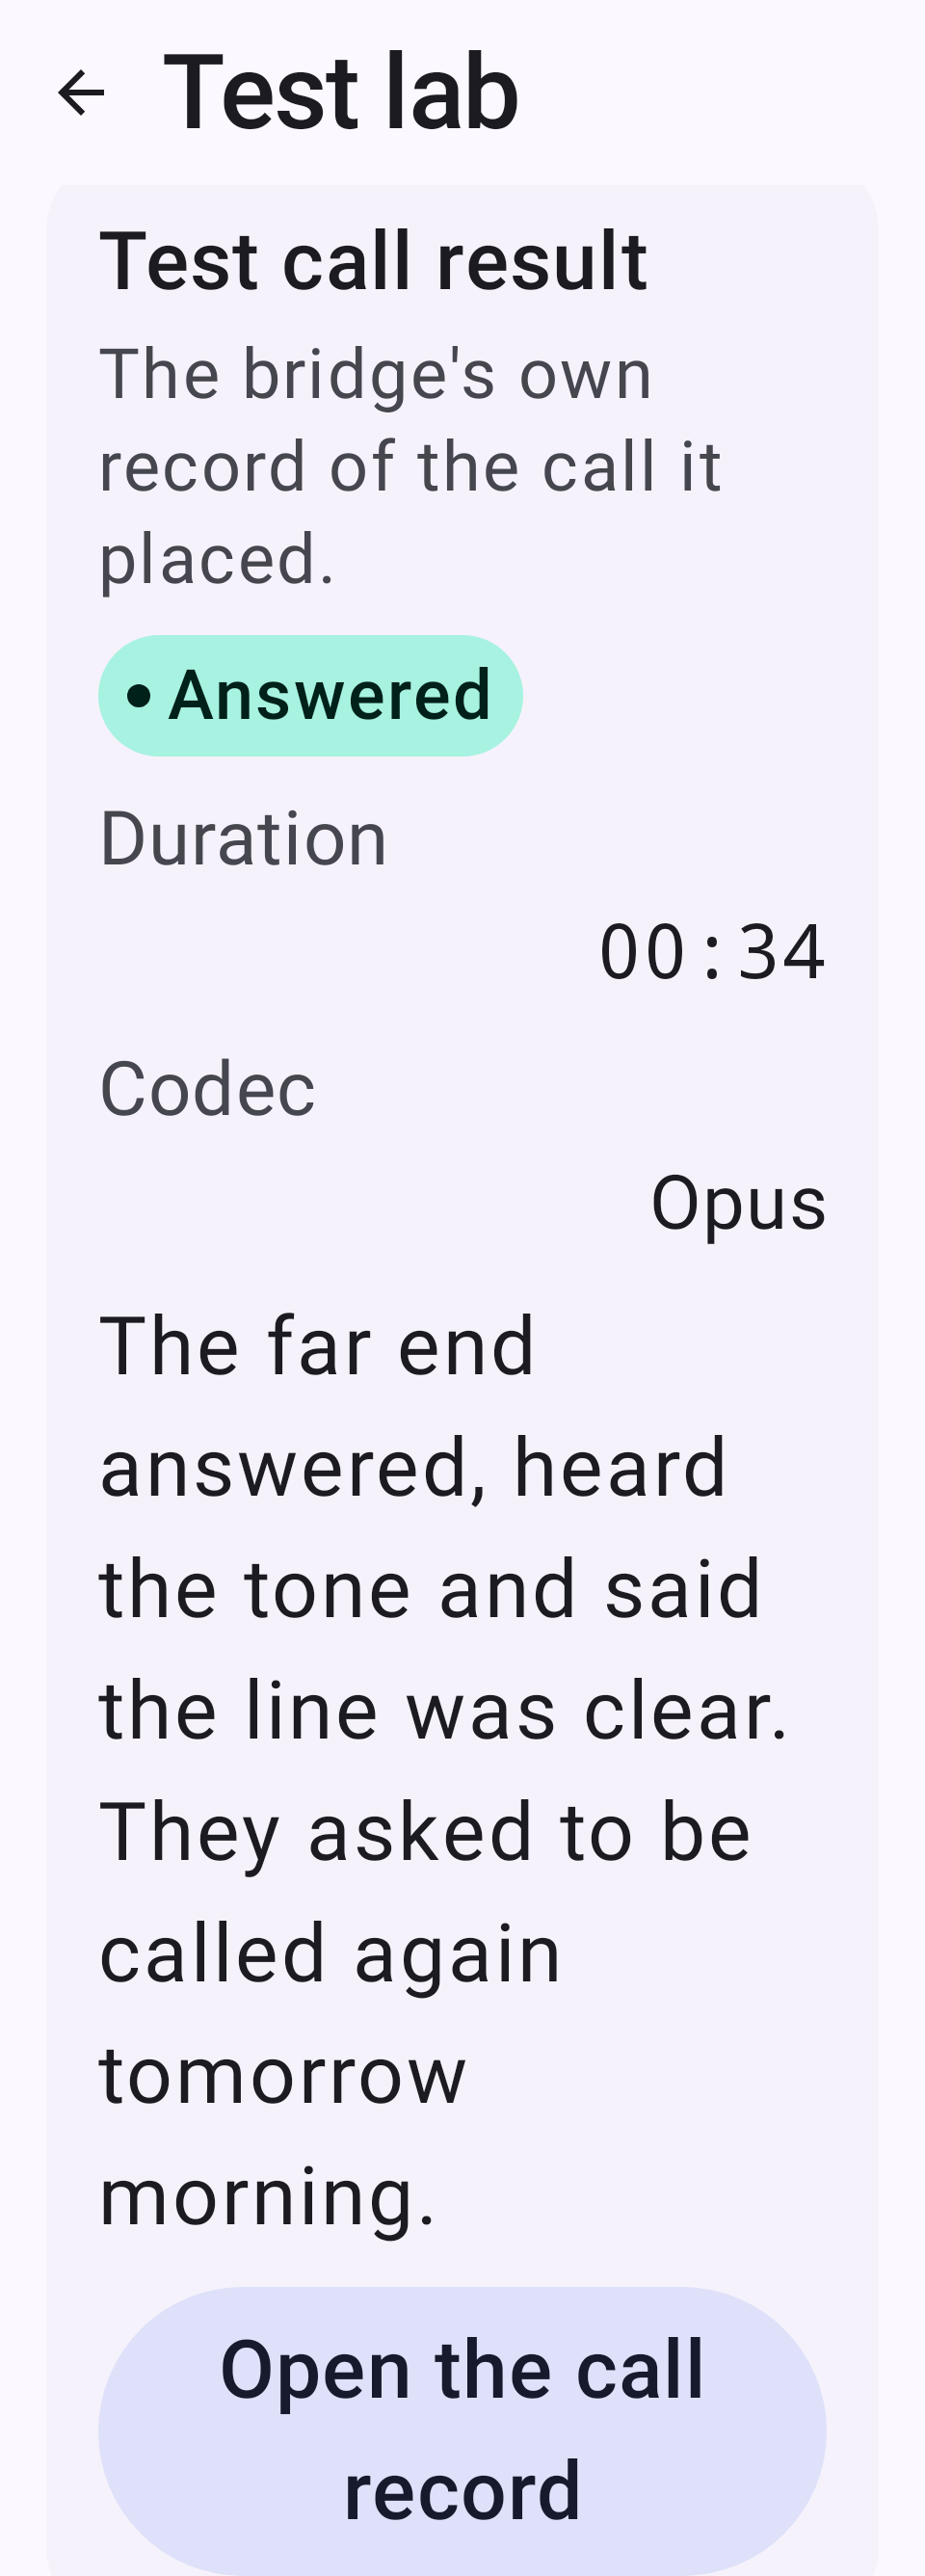 Test lab
Test call result
The bridge's own
record of the call it
placed.
Answered
Duration
00:34
Codec
Opus
The far end
answered, heard
the tone and said
the line was clear.
They asked to be
called again
tomorrow
morning.
Open the call
record